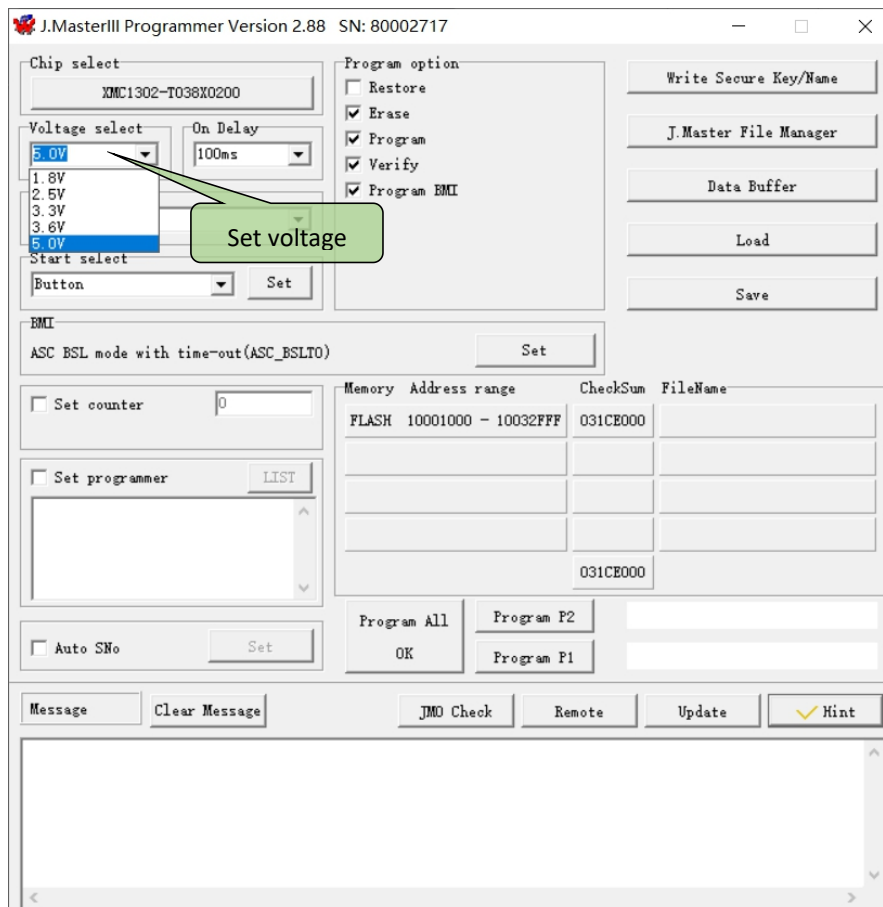 J.MasterIII Programmer Version 2.88 SN: 80002717
Chip select
XMC1302-T038X0200
Voltage select
5.0V
1.8V
2.5V
3.3V
3.6V
5.0V
On Delay
100ms
Set voltage
Start select
Button
Set
Program option
Restore
Erase
Program
Verify
Program BMI
Write Secure Key/Name
J.Master File Manager
Data Buffer
Load
Save
BMI
ASC BSL mode with time-out(ASC_BSLTO)
Set
Set counter
0
Set programmer
LIST
Auto SNo
Set
Memory Address range CheckSum FileName
FLASH 10001000 - 10032FFF 031CE000
031CE000
Program All
OK
Program P2
Program P1
Message
Clear Message
JMO Check
Remote
Update
Hint